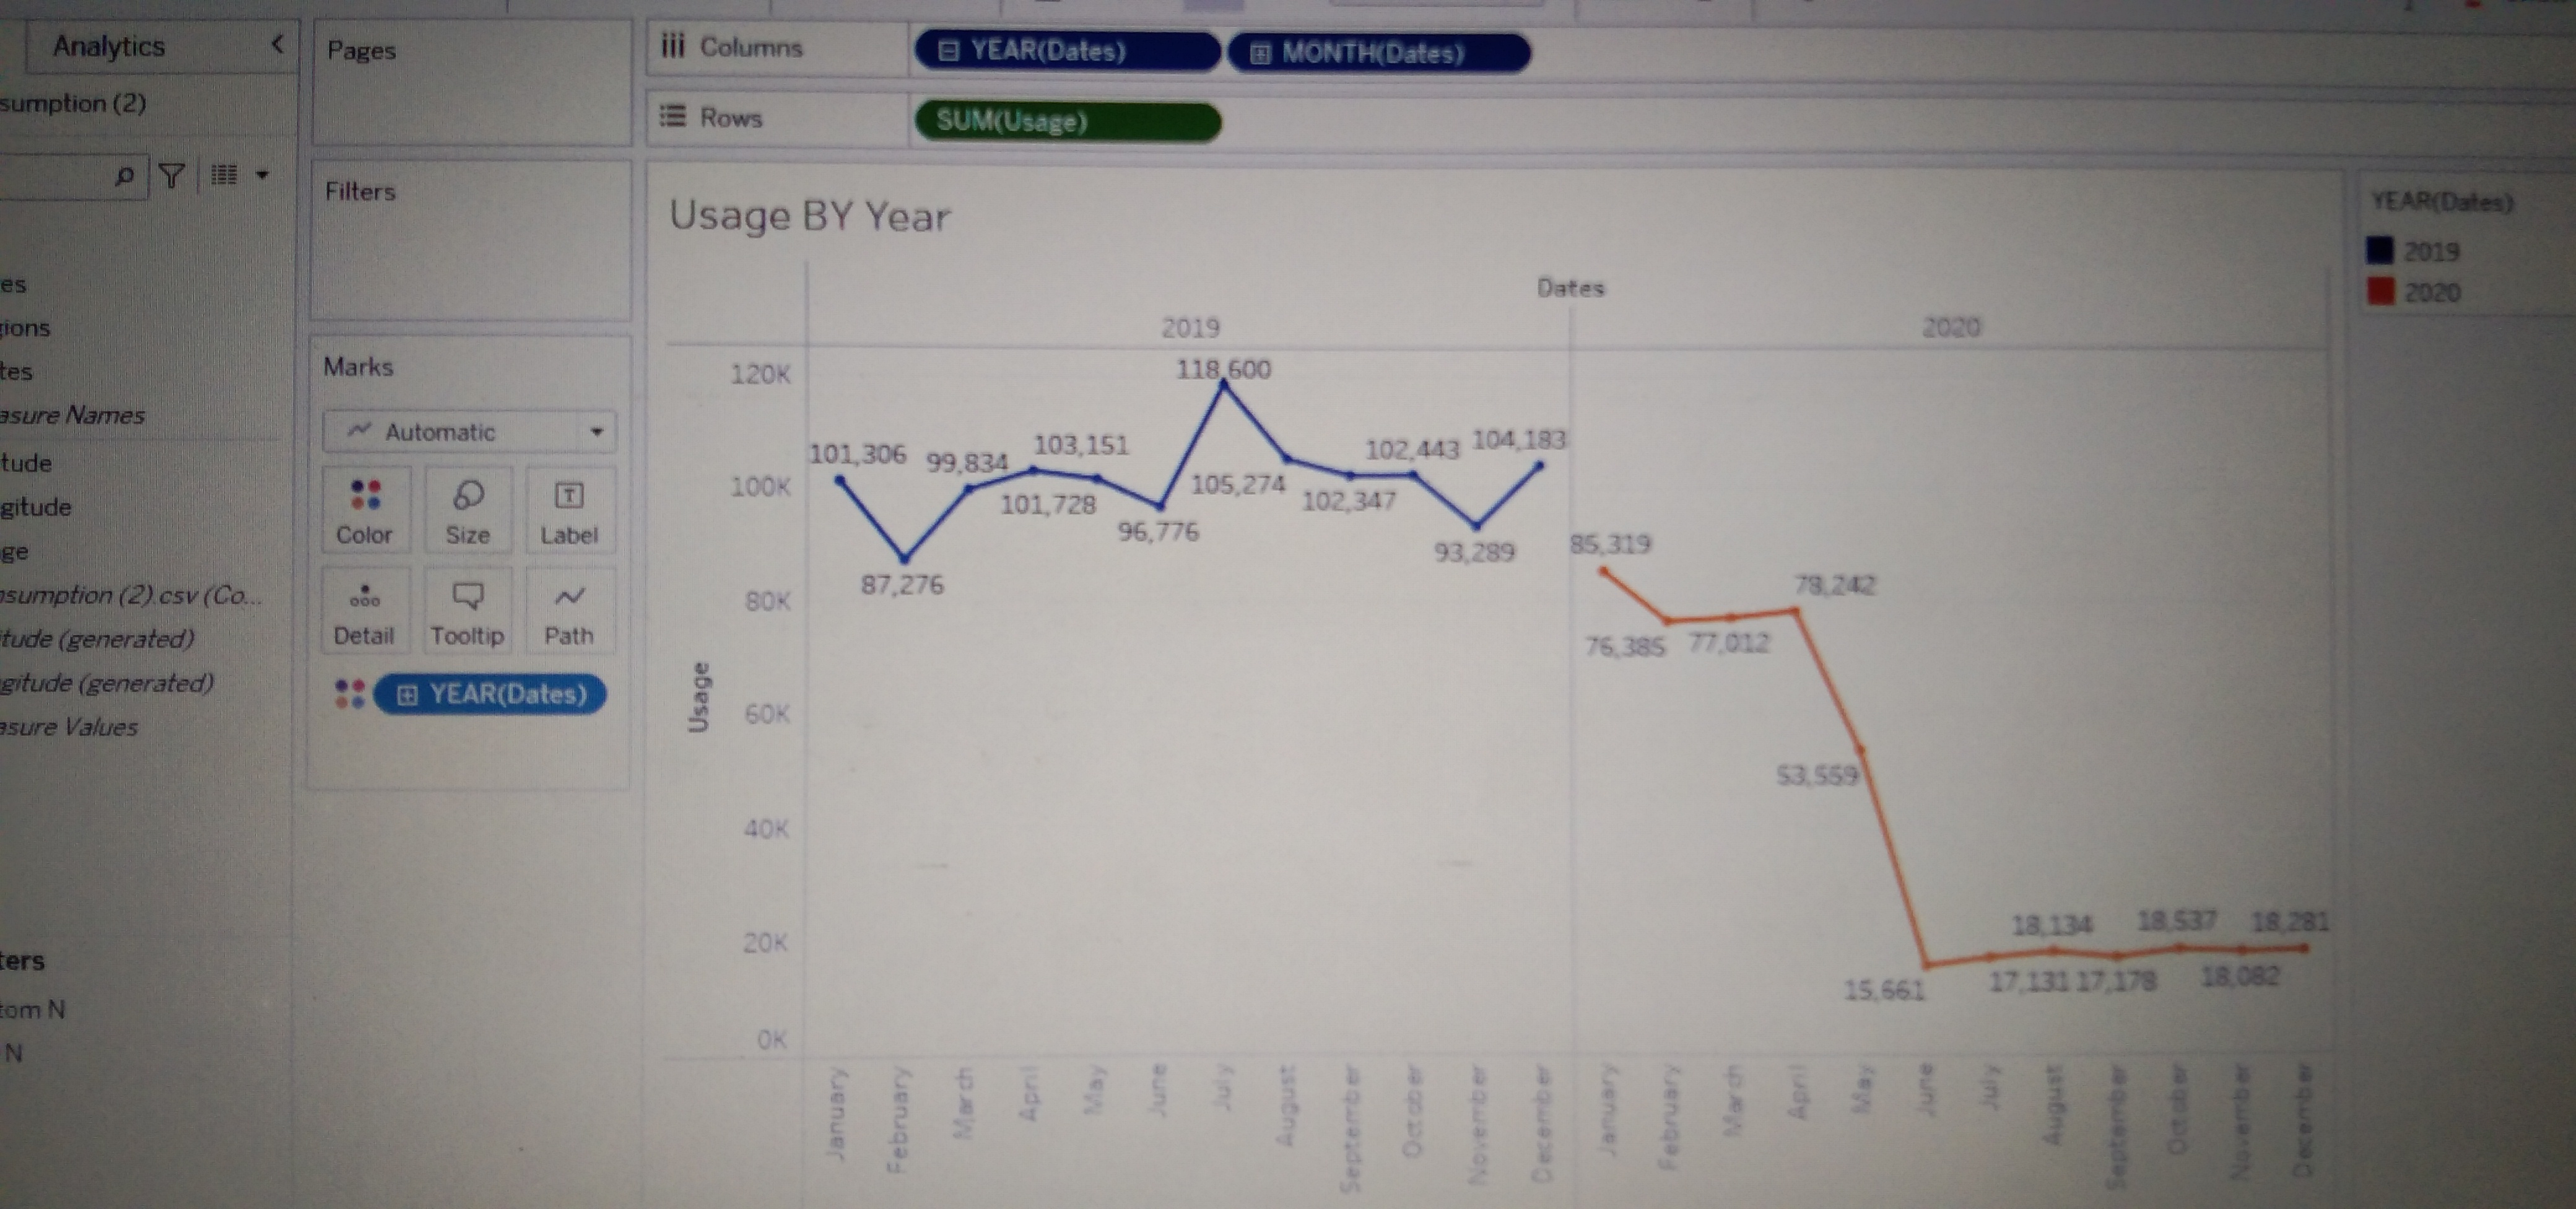 Analytics
sumption (2)
es
gions
tes
asure Names
tude
gitude
ge
nsumption (2).csv (Co...
itude (generated)
gitude (generated)
asure Values
ters
tom N
N
Pages
Filters
Marks
Automatic
Color Size Label
Detail Tooltip Path
YEAR(Dates)
Columns YEAR(Dates) MONTH(Dates)
Rows SUM(Usage)
Usage BY Year
Dates
2019 2020
120K
100K
80K
60K
40K
20K
0K
Usage
101,306
87,276
99,834
103,151
101,728
96,776
118,600
105,274
102,347
102,443
93,289
104,183
85,319
76,385
77,012
78,242
53,559
15,661
17,131
18,134
17,178
18,537
18,082
18,281
January February March April May June July August September October November December
January February March April May June July August September October November December
YEAR(Dates)
2019
2020